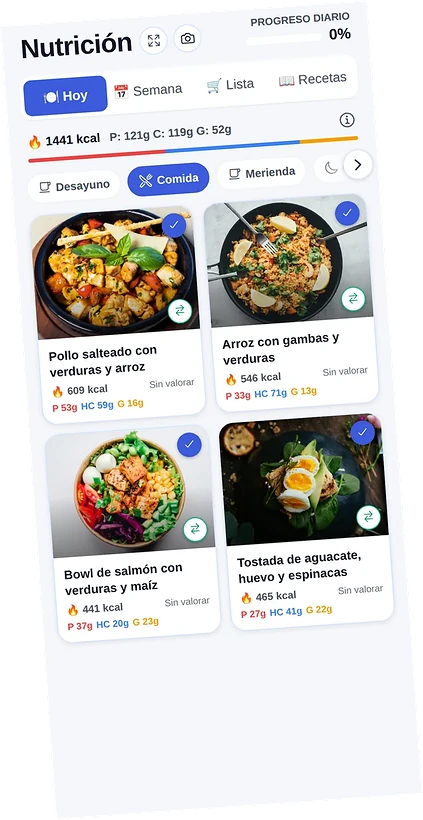 Nutrición
PROGRESO DIARIO
0%
Hoy
Semana
Lista
Recetas
1441 kcal P: 121g C: 119g G: 52g
Desayuno
Comida
Merienda
Pollo salteado con
verduras y arroz
609 kcal
Sin valorar
P 53g HC 59g G 16g
Arroz con gambas y
verduras
546 kcal
Sin valorar
P 33g HC 71g G 13g
Bowl de salmón con
verduras y maíz
441 kcal
Sin valorar
P 37g HC 20g G 23g
Tostada de aguacate,
huevo y espinacas
465 kcal
Sin valorar
P 27g HC 41g G 22g